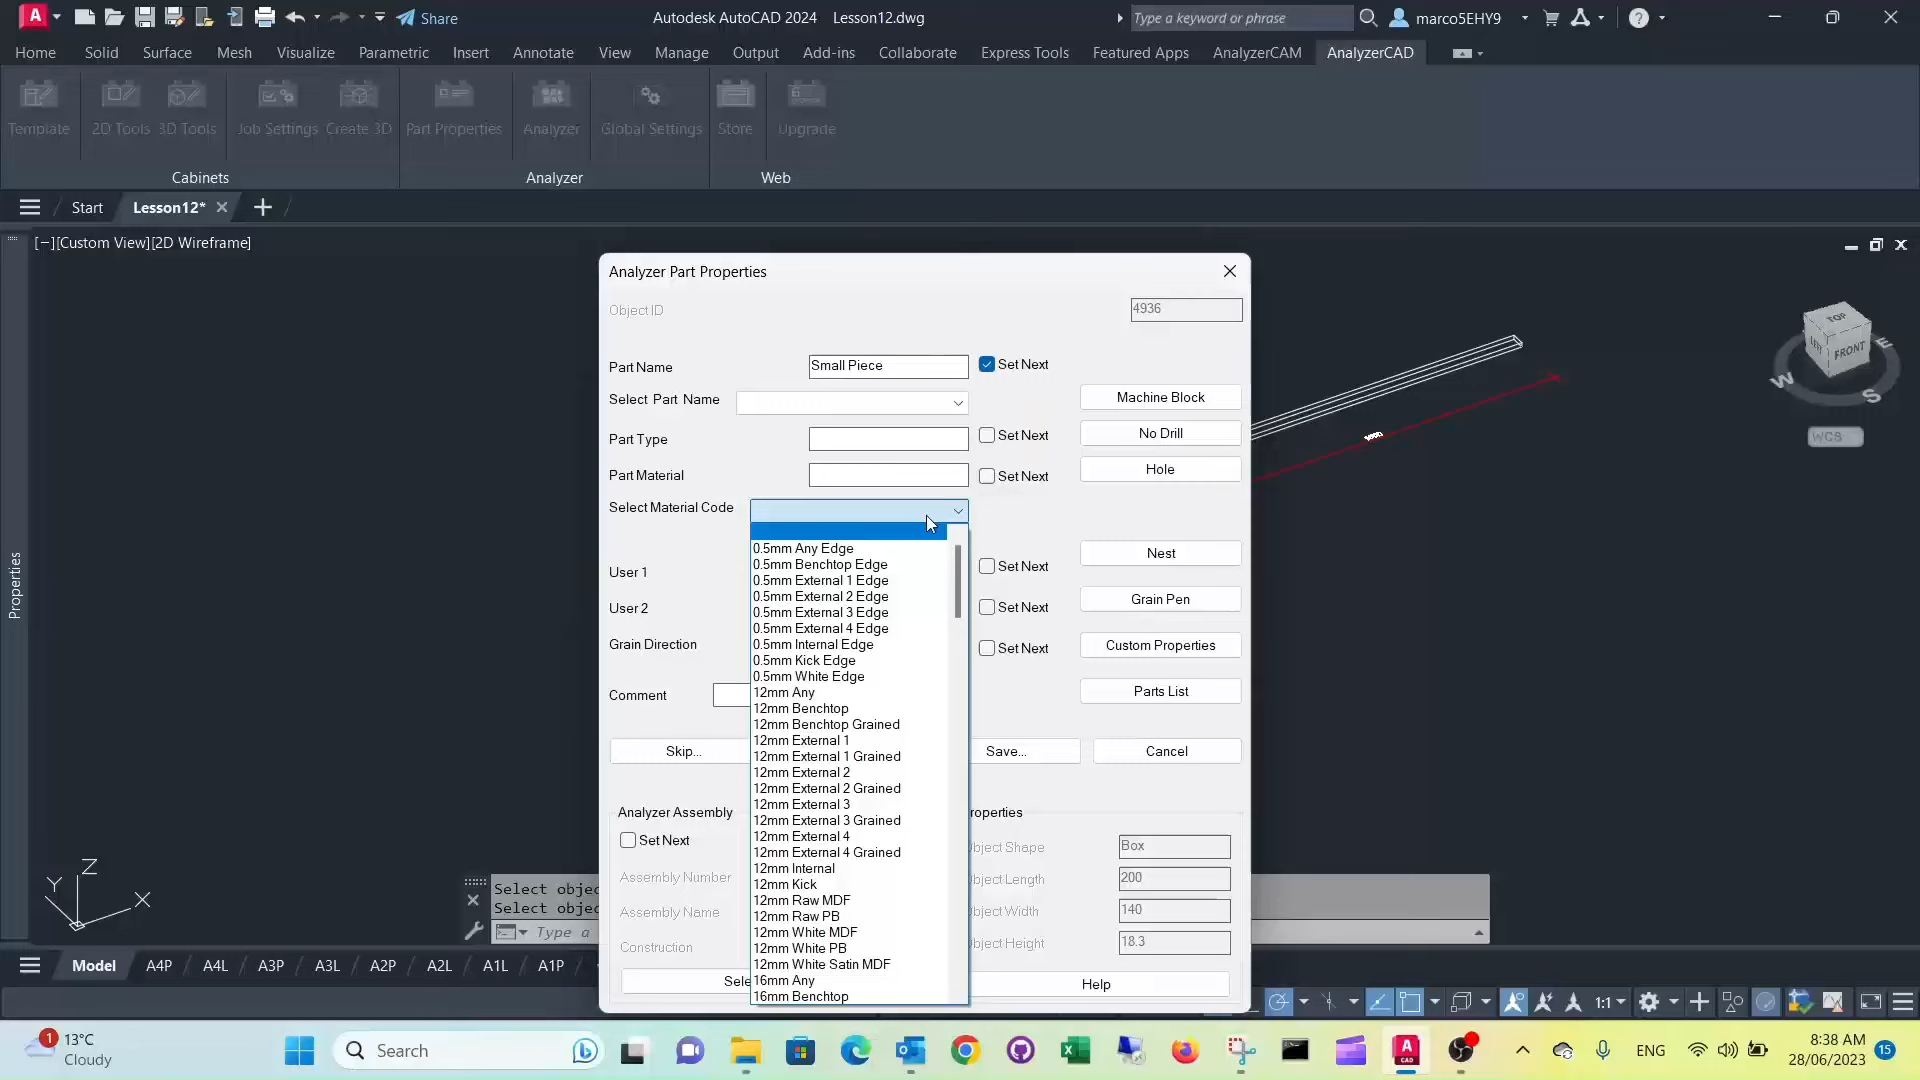 Share
Autodesk AutoCAD 2024 Lesson12.dwg
Type a keyword or phrase
marco5EHY9
Home Solid Surface Mesh Visualize Parametric Insert Annotate View Manage Output Add-ins Collaborate Express Tools Featured Apps AnalyzerCAM AnalyzerCAD
Template 2D Tools 3D Tools Job Settings Create 3D Part Properties Analyzer Global Settings Store Upgrade
Cabinets Analyzer Web
Start Lesson12*
[−][Custom View][2D Wireframe]
Analyzer Part Properties
Object ID 4936
Part Name Small Piece Set Next
Select Part Name Machine Block
Part Type Set Next No Drill
Part Material Set Next Hole
Select Material Code
0.5mm Any Edge
0.5mm Benchtop Edge
0.5mm External 1 Edge
0.5mm External 2 Edge
0.5mm External 3 Edge
0.5mm External 4 Edge
0.5mm Internal Edge
0.5mm Kick Edge
0.5mm White Edge
12mm Any
12mm Benchtop
12mm Benchtop Grained
12mm External 1
12mm External 1 Grained
12mm External 2
12mm External 2 Grained
12mm External 3
12mm External 3 Grained
12mm External 4
12mm External 4 Grained
12mm Internal
12mm Kick
12mm Raw MDF
12mm Raw PB
12mm White MDF
12mm White PB
12mm White Satin MDF
16mm Any
16mm Benchtop
Nest
User 1 Set Next
User 2 Set Next Grain Pen
Grain Direction Set Next Custom Properties
Comment Parts List
Skip... Save... Cancel
Analyzer Assembly roperties
Set Next bject Shape Box
Assembly Number bject Length 200
Assembly Name bject Width 140
Construction bject Height 18.3
Sele Help
TOP
LEFT FRONT
W S E
WCS
Properties
Z
Y X
Select objec
Select objec
Type a
Model A4P A4L A3P A3L A2P A2L A1L A1P
1:1
1 13°C
Cloudy
Search
ENG
8:38 AM
28/06/2023
15